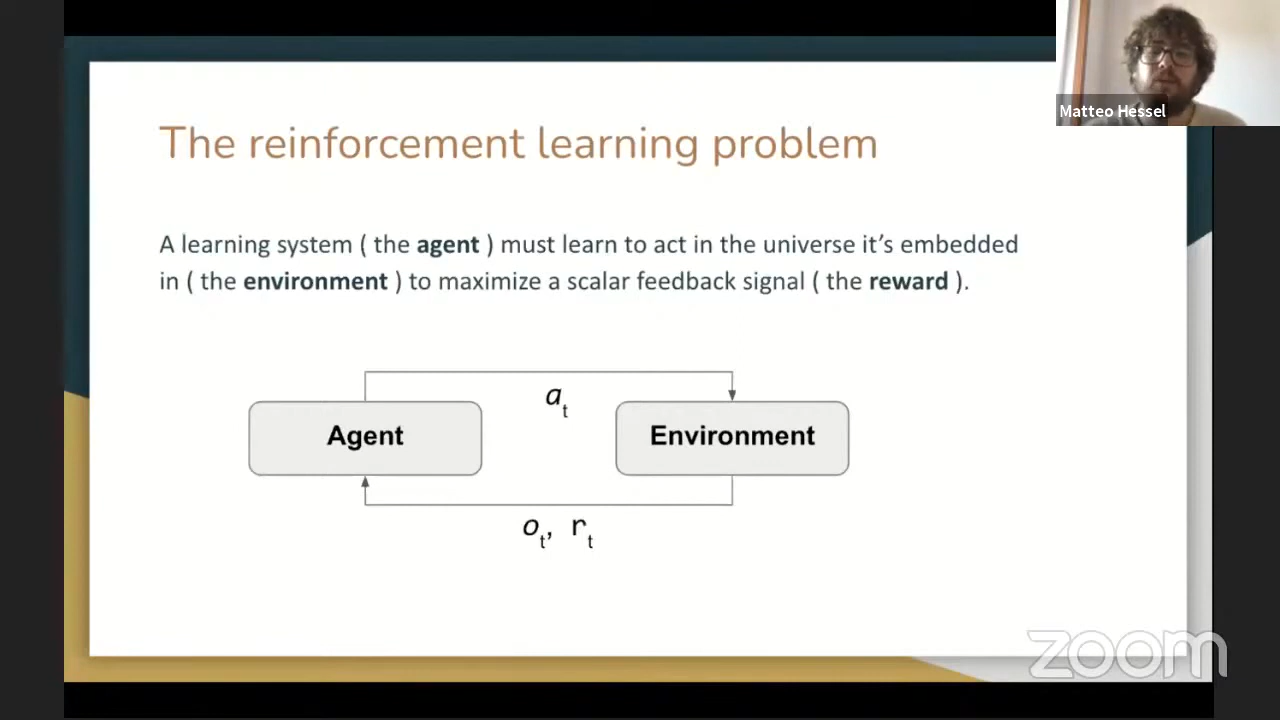 Matteo Hessel
The reinforcement learning problem
A learning system ( the agent ) must learn to act in the universe it's embedded
in ( the environment ) to maximize a scalar feedback signal ( the reward ).
a_t
Agent
Environment
o_t, r_t
zoom